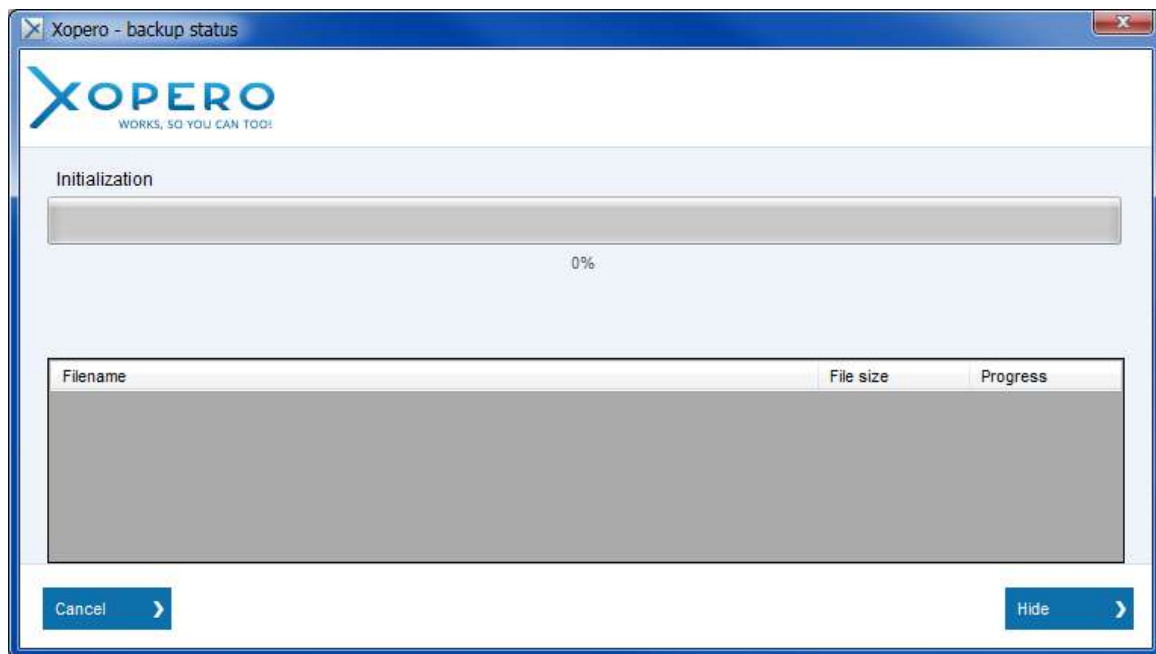 Xopero - backup status
XOPERO
WORKS, SO YOU CAN TOO!
Initialization
0%
Filename File size Progress
Cancel Hide